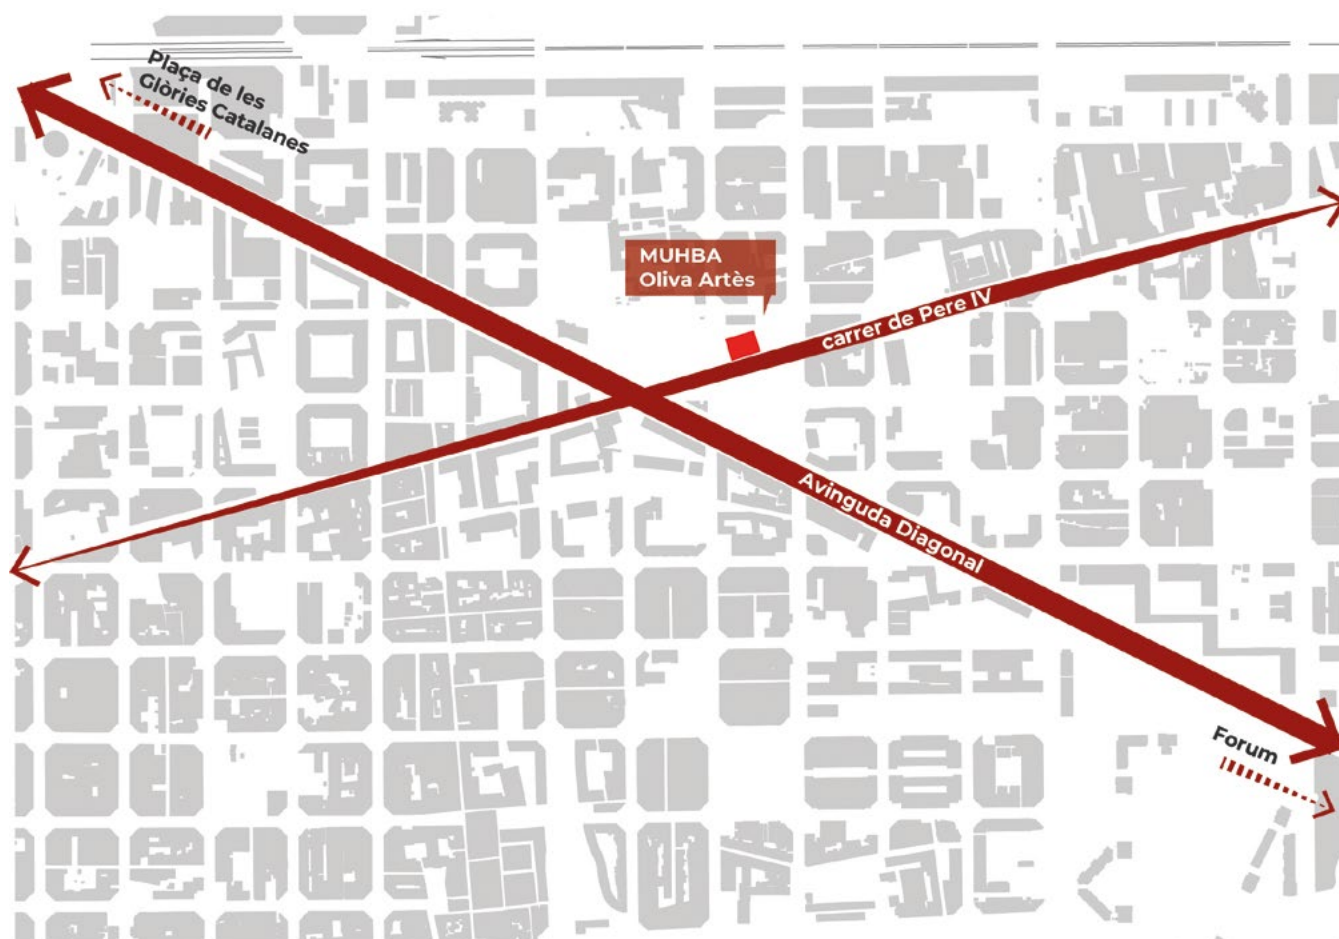 Plaça de les
Glòries Catalanes
MUHBA
Oliva Artès
carrer de Pere IV
Avinguda Diagonal
Forum